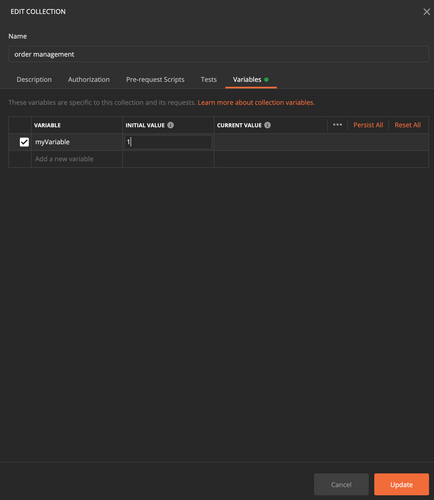 EDIT COLLECTION
Name
order management
Description Authorization Pre-request Scripts Tests Variables
These variables are specific to this collection and its requests. Learn more about collection variables.
VARIABLE INITIAL VALUE CURRENT VALUE Persist All Reset All
myVariable 1
Add a new variable
Cancel Update